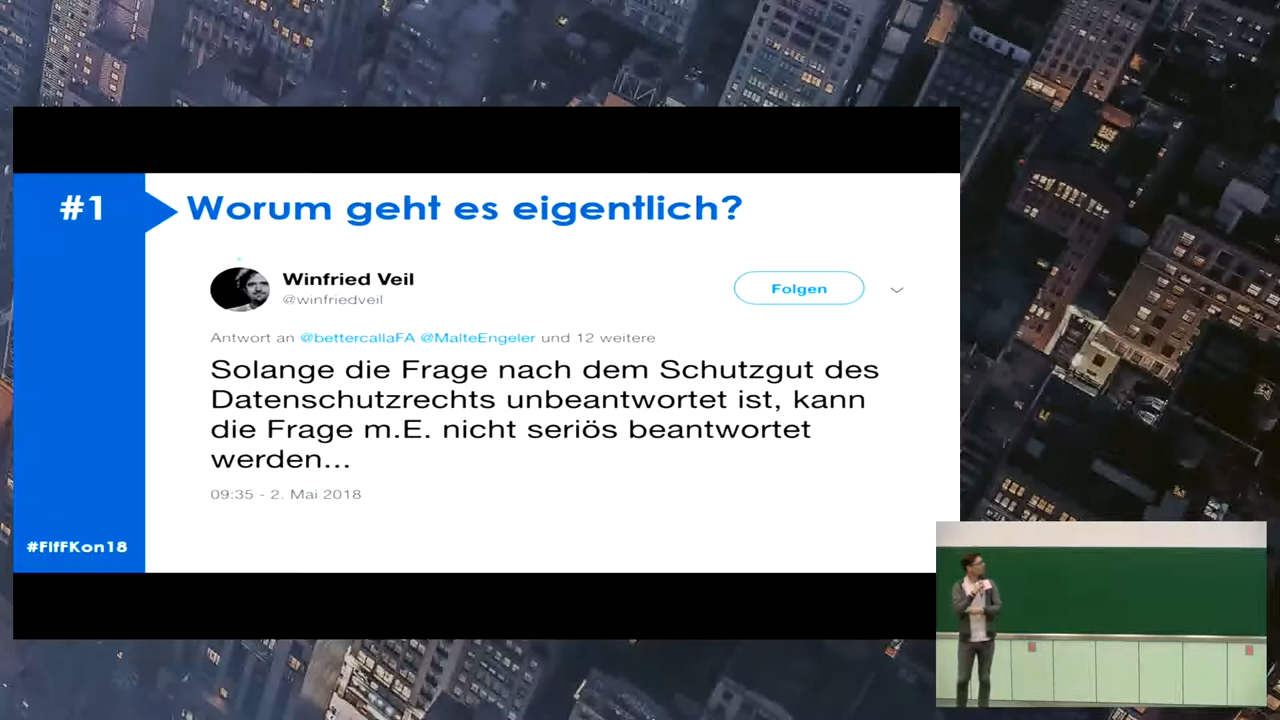 #1
Worum geht es eigentlich?
Winfried Veil
@winfriedveil
Folgen
Antwort an @bettercallaFA @MalteEngeler und 12 weitere
Solange die Frage nach dem Schutzgut des
Datenschutzrechts unbeantwortet ist, kann
die Frage m.E. nicht seriös beantwortet
werden...
09:35 - 2. Mai 2018
#FIfFKon18